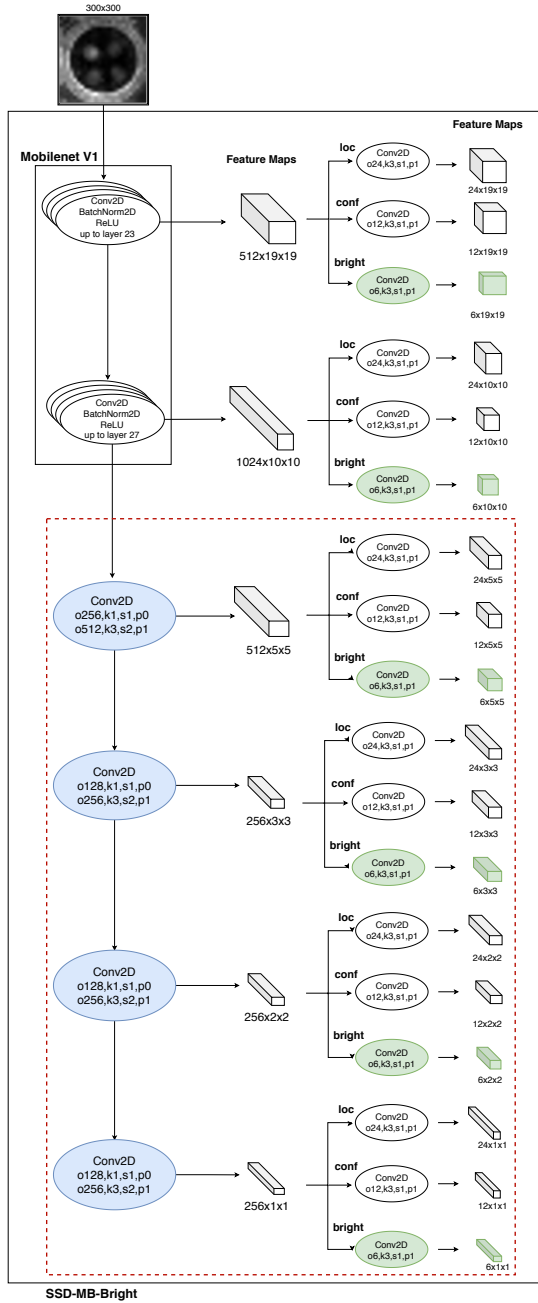 300x300
Feature Maps
Mobilenet V1
Feature Maps
loc
Conv2D
o24,k3,s1,p1
24x19x19
Conv2D
BatchNorm2D
ReLU
up to layer 23
512x19x19
conf
Conv2D
o12,k3,s1,p1
12x19x19
bright
Conv2D
o6,k3,s1,p1
6x19x19
loc
Conv2D
o24,k3,s1,p1
24x10x10
Conv2D
BatchNorm2D
ReLU
up to layer 27
1024x10x10
conf
Conv2D
o12,k3,s1,p1
12x10x10
bright
Conv2D
o6,k3,s1,p1
6x10x10
loc
Conv2D
o24,k3,s1,p1
24x5x5
Conv2D
o256,k1,s1,p0
o512,k3,s2,p1
512x5x5
conf
Conv2D
o12,k3,s1,p1
12x5x5
bright
Conv2D
o6,k3,s1,p1
6x5x5
loc
Conv2D
o24,k3,s1,p1
24x3x3
Conv2D
o128,k1,s1,p0
o256,k3,s2,p1
256x3x3
conf
Conv2D
o12,k3,s1,p1
12x3x3
bright
Conv2D
o6,k3,s1,p1
6x3x3
loc
Conv2D
o24,k3,s1,p1
24x2x2
Conv2D
o128,k1,s1,p0
o256,k3,s2,p1
256x2x2
conf
Conv2D
o12,k3,s1,p1
12x2x2
bright
Conv2D
o6,k3,s1,p1
6x2x2
loc
Conv2D
o24,k3,s1,p1
24x1x1
Conv2D
o128,k1,s1,p0
o256,k3,s2,p1
256x1x1
conf
Conv2D
o12,k3,s1,p1
12x1x1
bright
Conv2D
o6,k3,s1,p1
6x1x1
SSD-MB-Bright